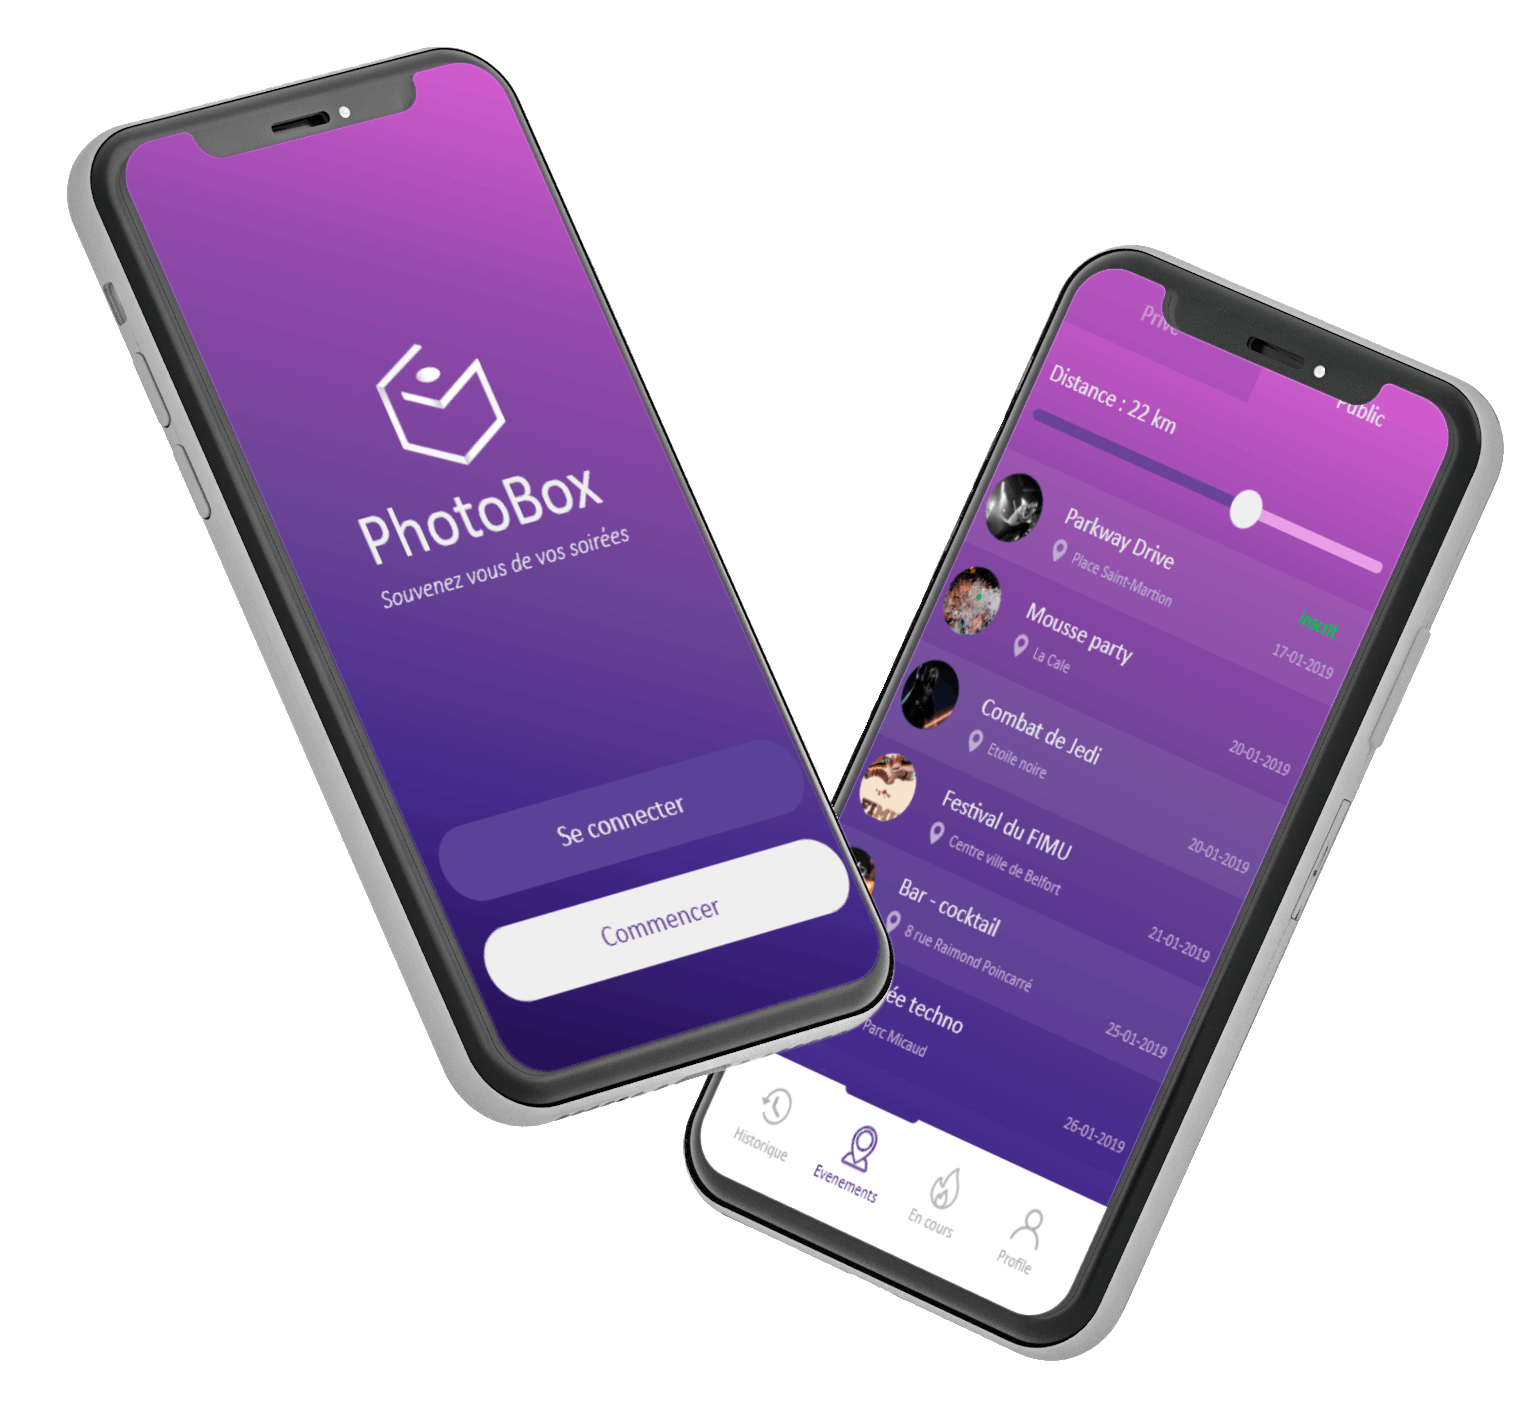 PhotoBox
Souvenez vous de vos soirées
Se connecter
Commencer
Privé
Public
Distance : 22 km
Parkway Drive
Place Saint-Martion
inscrit
17-01-2019
Mousse party
La Cale
20-01-2019
Combat de Jedi
Etoile noire
20-01-2019
Festival du FIMU
Centre ville de Belfort
21-01-2019
Bar - cocktail
8 rue Raimond Poincarré
25-01-2019
ée techno
Parc Micaud
26-01-2019
Historique
Evenements
En cours
Profile